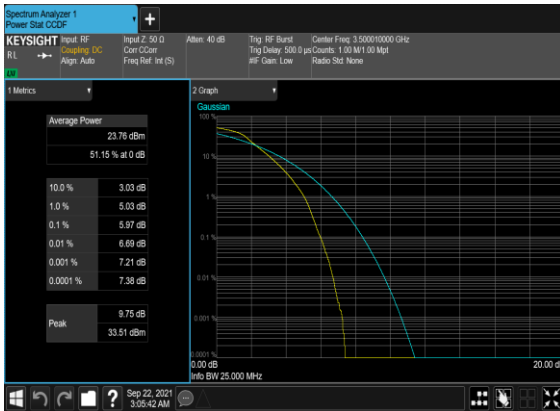 Spectrum Analyzer 1
Power Stat CCDF
+
KEYSIGHT
RL
LXI
Input: RF
Coupling: DC
Align: Auto
Input Z: 50 Ω
Corr CCorr
Freq Ref: Int (S)
Atten: 40 dB
Trig: RF Burst
Trig Delay: 500.0 µs
#IF Gain: Low
Center Freq: 3.500010000 GHz
Counts: 1.00 M/1.00 Mpt
Radio Std: None
1 Metrics
Average Power
23.76 dBm
51.15 % at 0 dB
10.0 % 3.03 dB
1.0 % 5.03 dB
0.1 % 5.97 dB
0.01 % 6.69 dB
0.001 % 7.21 dB
0.0001 % 7.38 dB
Peak
9.75 dB
33.51 dBm
2 Graph
Gaussian
100 %
10 %
1 %
0.1 %
0.01 %
0.001 %
0.0001 %
0.00 dB
20.00 d
Info BW 25.000 MHz
?
Sep 22, 2021
3:05:42 AM